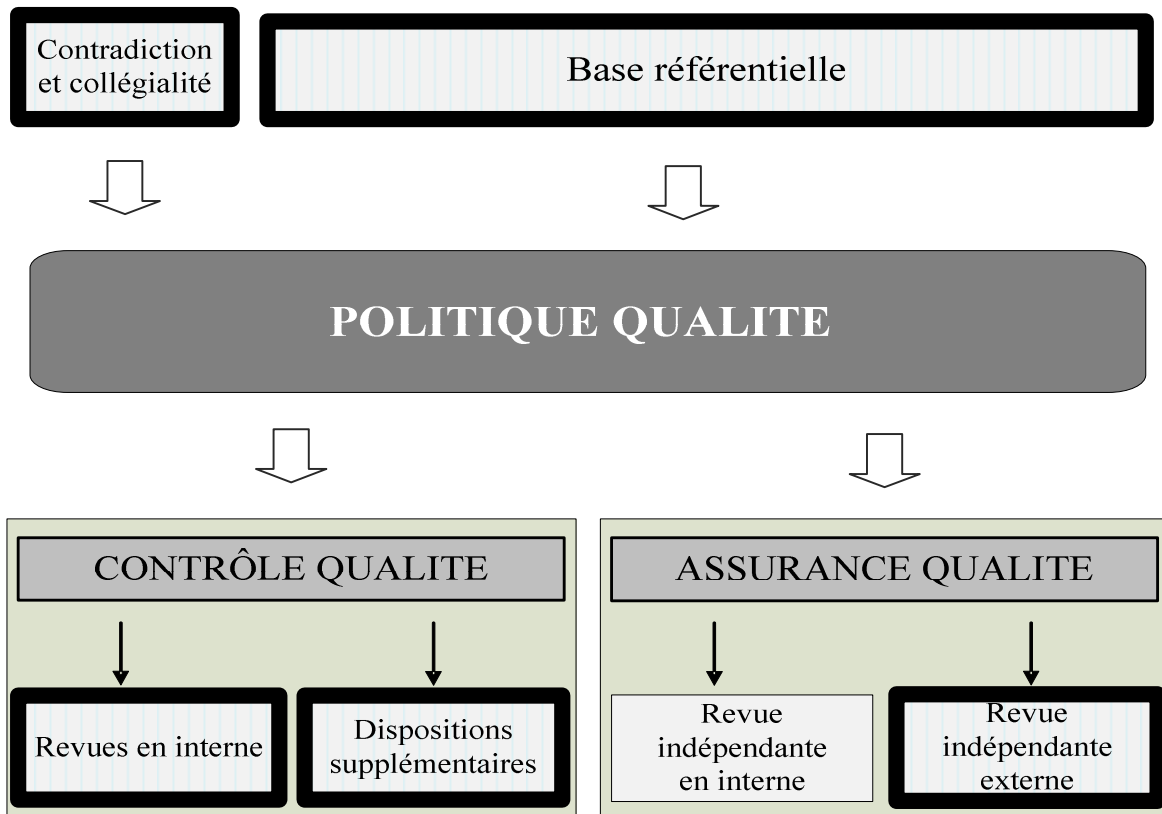 Contradiction
et collégialité
Base référentielle
POLITIQUE QUALITE
CONTRÔLE QUALITE
ASSURANCE QUALITE
Revues en interne
Dispositions
supplémentaires
Revue
indépendante
en interne
Revue
indépendante
externe